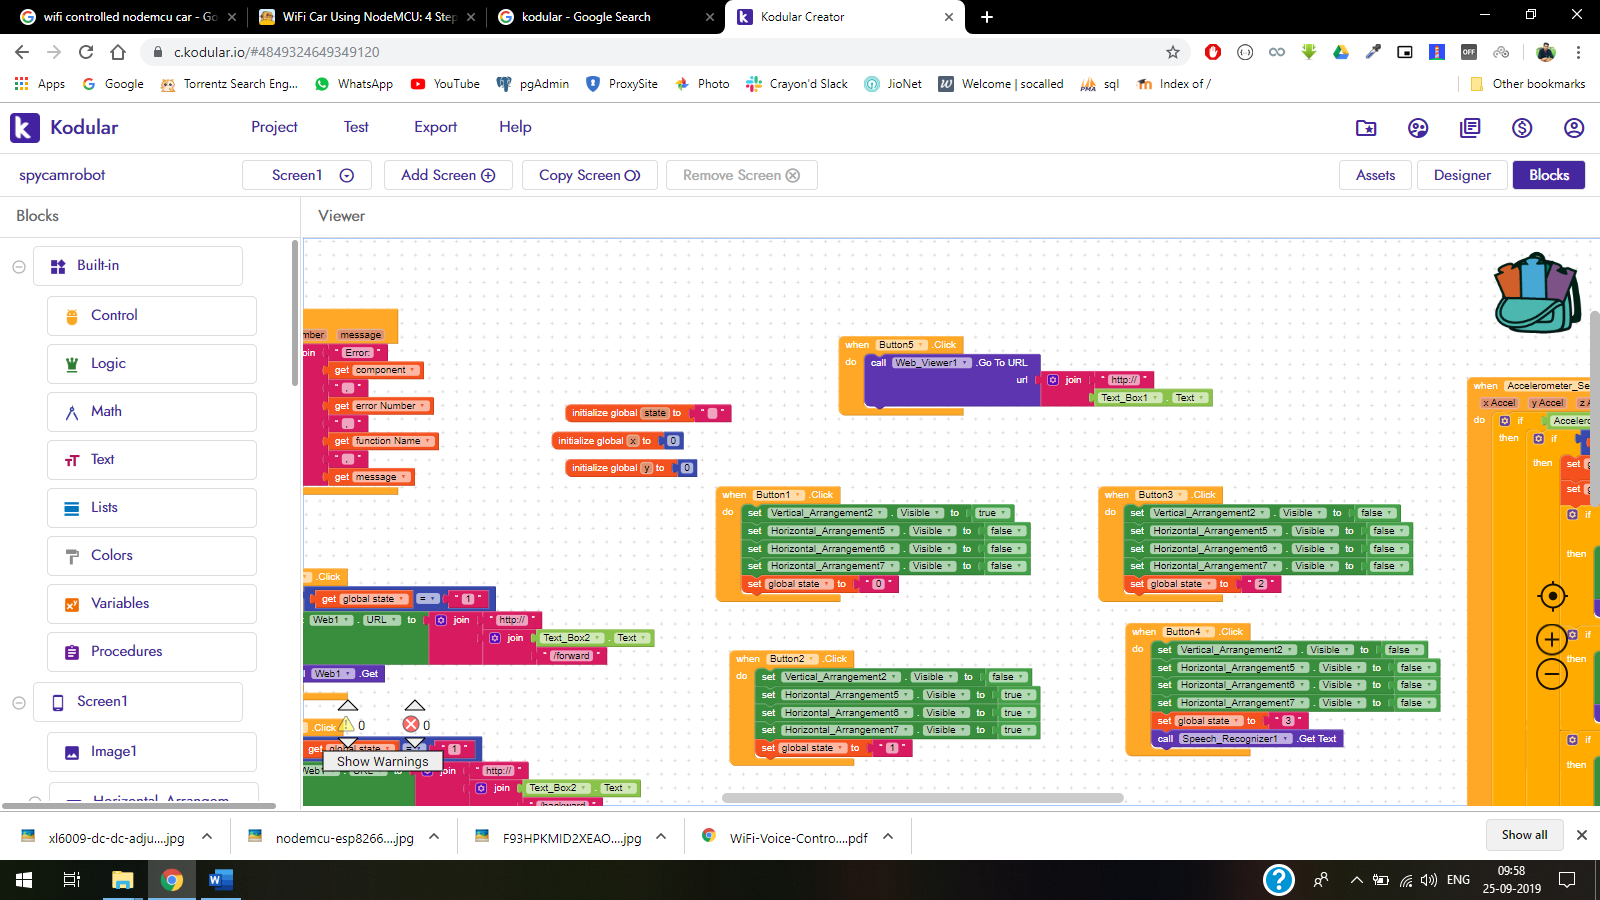 wifi controlled nodemcu car - Go
WiFi Car Using NodeMCU: 4 Step
kodular - Google Search
Kodular Creator
c.kodular.io/#4849324649349120
Apps Google Torrentz Search Eng... WhatsApp YouTube pgAdmin ProxySite Photo Crayon'd Slack JioNet Welcome | socalled sql Index of / Other bookmarks
Kodular Project Test Export Help
spycamrobot Screen1 Add Screen Copy Screen Remove Screen Assets Designer Blocks
Blocks Viewer
Built-in
Control
Logic
Math
Text
Lists
Colors
Variables
Procedures
Screen1
Image1
Horizontal_Arrangem
mber message
oin " Error: "
get component
" , "
get error Number
" , "
get function Name
" , "
get message
initialize global state to " "
initialize global x to 0
initialize global y to 0
when Button5 .Click
do call Web_Viewer1 .Go To URL
url join " http:// "
Text_Box1 . Text
when Button1 .Click
do set Vertical_Arrangement2 . Visible to true
set Horizontal_Arrangement5 . Visible to false
set Horizontal_Arrangement6 . Visible to false
set Horizontal_Arrangement7 . Visible to false
set global state to " 0 "
when Button3 .Click
do set Vertical_Arrangement2 . Visible to false
set Horizontal_Arrangement5 . Visible to false
set Horizontal_Arrangement6 . Visible to false
set Horizontal_Arrangement7 . Visible to false
set global state to " 2 "
when Button2 .Click
do set Vertical_Arrangement2 . Visible to false
set Horizontal_Arrangement5 . Visible to true
set Horizontal_Arrangement6 . Visible to true
set Horizontal_Arrangement7 . Visible to true
set global state to " 1 "
when Button4 .Click
do set Vertical_Arrangement2 . Visible to false
set Horizontal_Arrangement5 . Visible to false
set Horizontal_Arrangement6 . Visible to false
set Horizontal_Arrangement7 . Visible to false
set global state to " 3 "
call Speech_Recognizer1 .Get Text
when Accelerometer_Se
x Accel y Accel z A
do if Accelero
then if
then set g
set g
if
then
if
then
if
then
.Click
get global state = " 1 "
Web1 . URL to join " http:// "
join Text_Box2 . Text
" /forward "
Web1 .Get
.Click
get global state = " 1 "
Web1 . URL to join " http:// "
join Text_Box2 . Text
" /backward "
0 0
Show Warnings
xl6009-dc-dc-adju....jpg nodemcu-esp8266....jpg F93HPKMID2XEAO....jpg WiFi-Voice-Contro....pdf Show all
ENG 09:58
25-09-2019